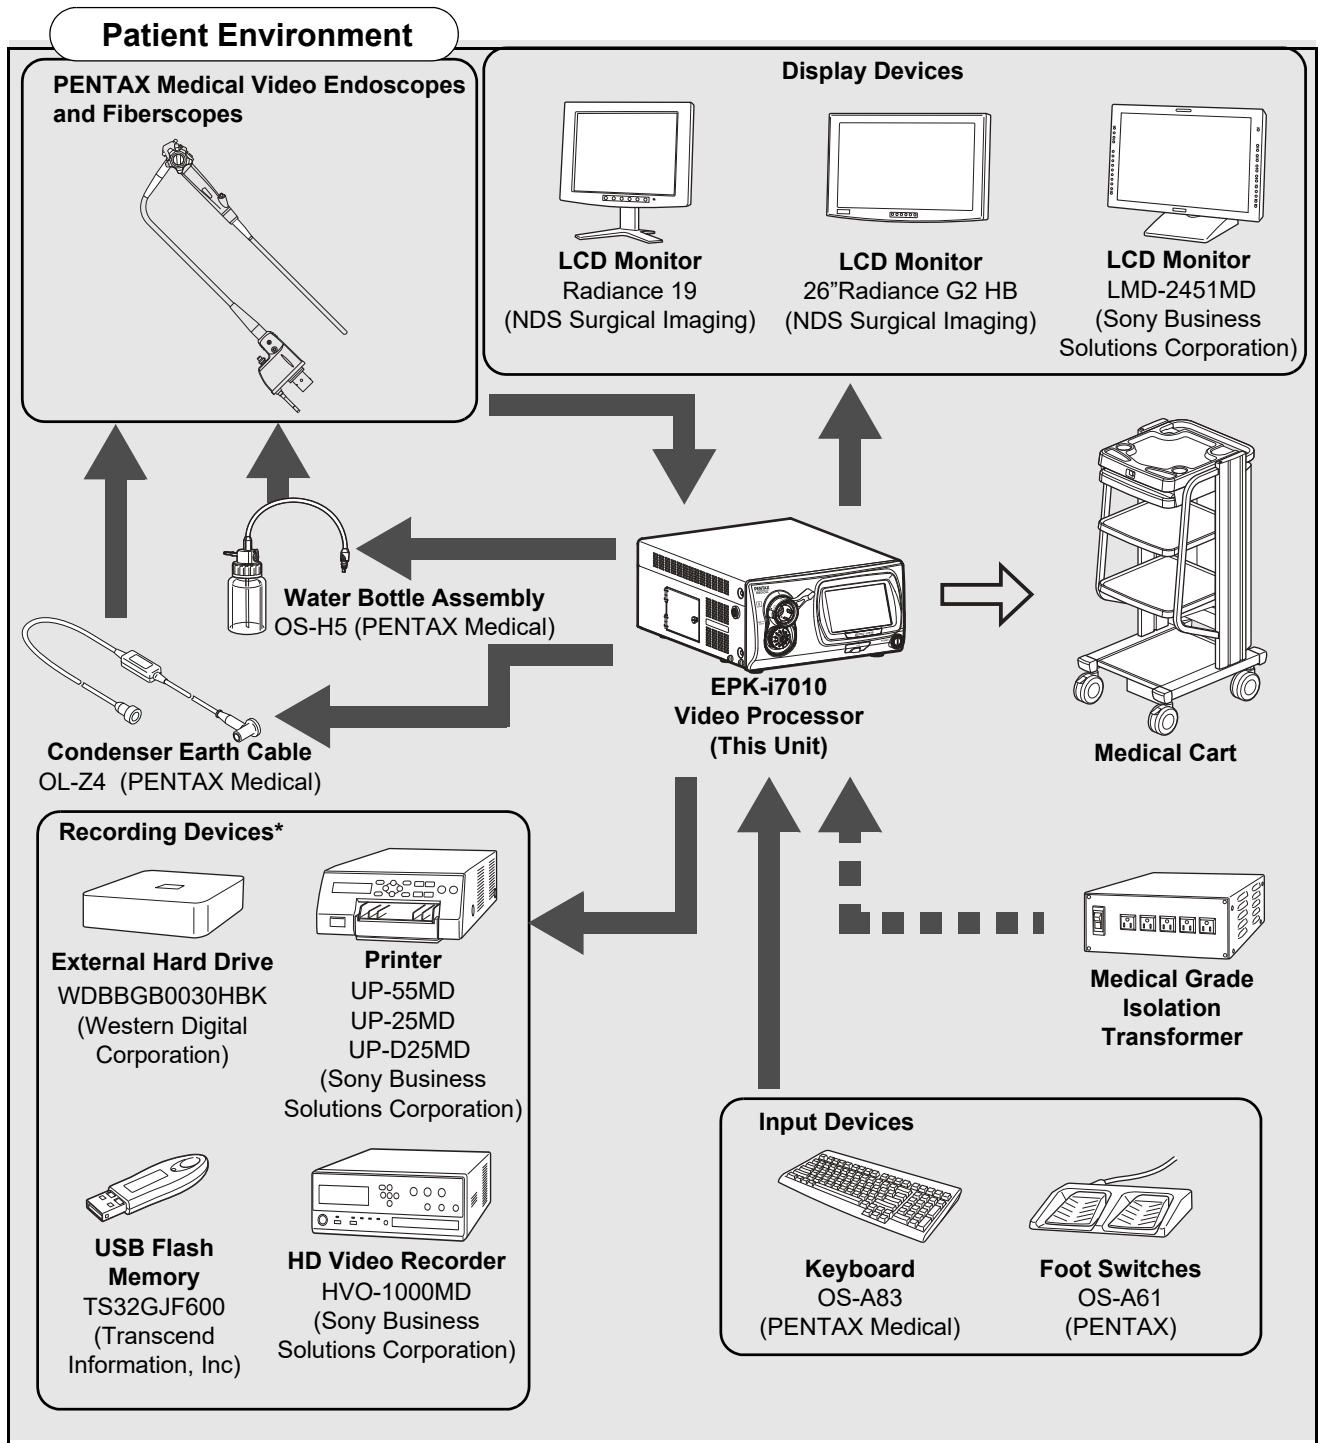 Patient Environment
PENTAX Medical Video Endoscopes
and Fiberscopes
Display Devices
LCD Monitor
Radiance 19
(NDS Surgical Imaging)
LCD Monitor
26”Radiance G2 HB
(NDS Surgical Imaging)
LCD Monitor
LMD-2451MD
(Sony Business
Solutions Corporation)
Water Bottle Assembly
OS-H5 (PENTAX Medical)
PENTAX
EPK-i7010
Video Processor
(This Unit)
Medical Cart
Condenser Earth Cable
OL-Z4 (PENTAX Medical)
Recording Devices*
External Hard Drive
WDBBGB0030HBK
(Western Digital
Corporation)
Printer
UP-55MD
UP-25MD
UP-D25MD
(Sony Business
Solutions Corporation)
USB Flash
Memory
TS32GJF600
(Transcend
Information, Inc)
HD Video Recorder
HVO-1000MD
(Sony Business
Solutions Corporation)
Medical Grade
Isolation
Transformer
Input Devices
Keyboard
OS-A83
(PENTAX Medical)
Foot Switches
OS-A61
(PENTAX)